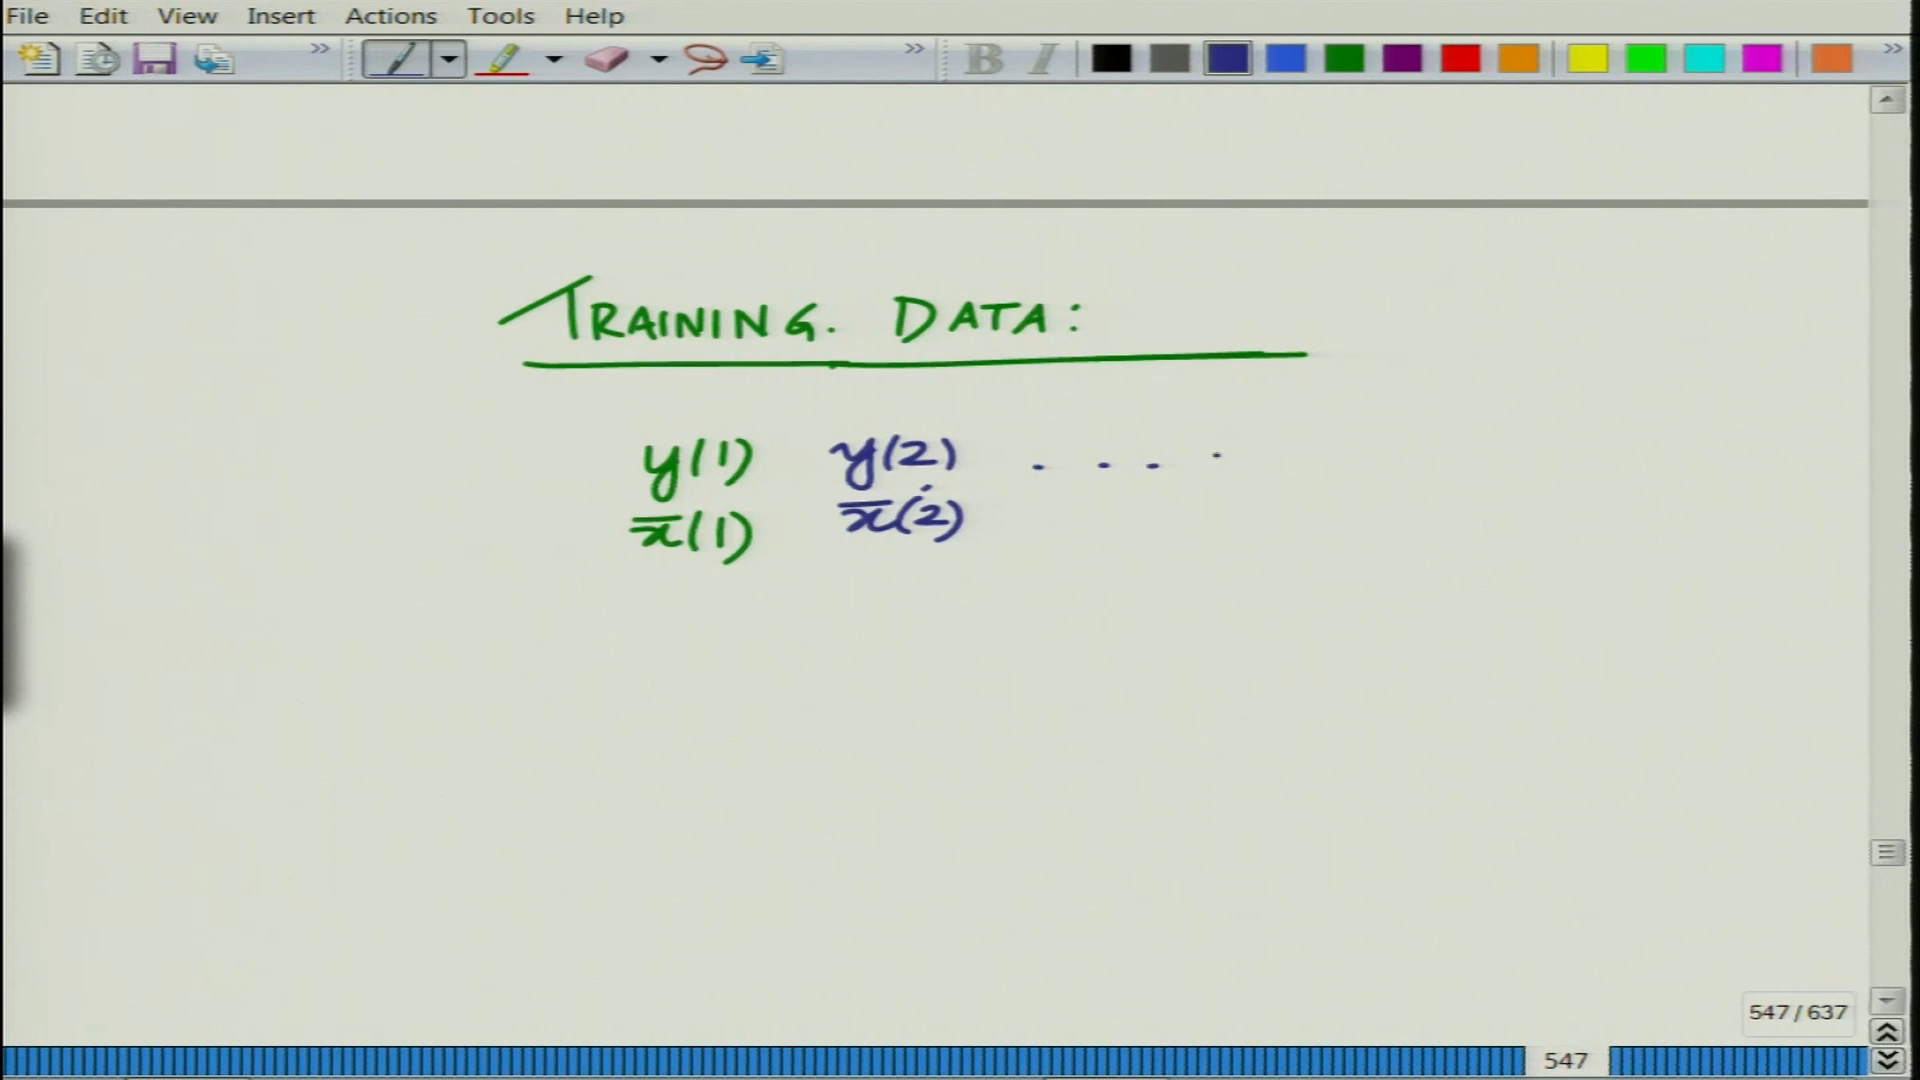 File Edit View Insert Actions Tools Help
B I
TRAINING. DATA:
y(1) y(2) . . . .
x̅(1) x̅(2)
547 / 637
547